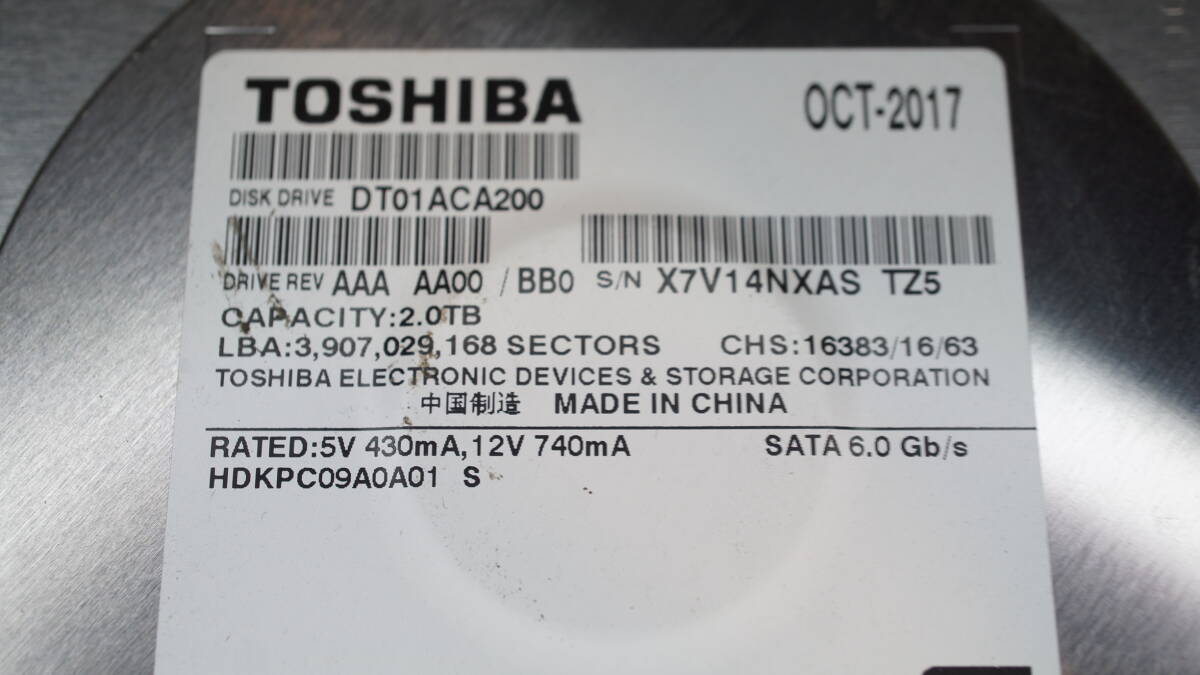 TOSHIBA OCT-2017
DISK DRIVE DT01ACA200
DRIVE REV AAA AA00 / BB0 S/N X7V14NXAS TZ5
CAPACITY:2.0TB
LBA:3,907,029,168 SECTORS CHS:16383/16/63
TOSHIBA ELECTRONIC DEVICES & STORAGE CORPORATION
中国制造 MADE IN CHINA
RATED:5V 430mA,12V 740mA SATA 6.0 Gb/s
HDKPC09A0A01 S